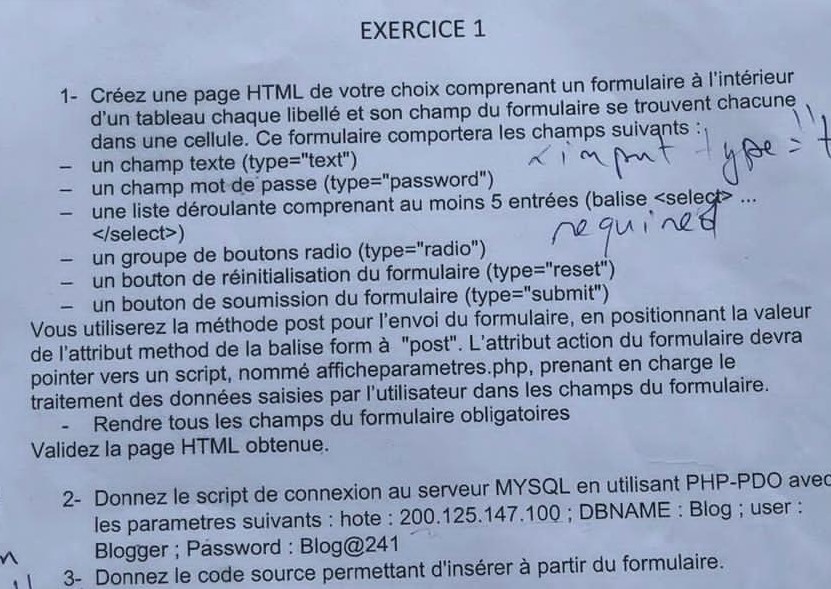 EXERCICE 1
1- Créez une page HTML de votre choix comprenant un formulaire à l'intérieur
d'un tableau chaque libellé et son champ du formulaire se trouvent chacune
dans une cellule. Ce formulaire comportera les champs suivants :
– un champ texte (type="text")
<input type="t
– un champ mot de passe (type="password")
– une liste déroulante comprenant au moins 5 entrées (balise <select> ...
</select>)
required
– un groupe de boutons radio (type="radio")
– un bouton de réinitialisation du formulaire (type="reset")
– un bouton de soumission du formulaire (type="submit")
Vous utiliserez la méthode post pour l'envoi du formulaire, en positionnant la valeur
de l'attribut method de la balise form à "post". L'attribut action du formulaire devra
pointer vers un script, nommé afficheparametres.php, prenant en charge le
traitement des données saisies par l'utilisateur dans les champs du formulaire.
- Rendre tous les champs du formulaire obligatoires
Validez la page HTML obtenue.
2- Donnez le script de connexion au serveur MYSQL en utilisant PHP-PDO avec
les parametres suivants : hote : 200.125.147.100 ; DBNAME : Blog ; user :
Blogger ; Password : Blog@241
3- Donnez le code source permettant d'insérer à partir du formulaire.